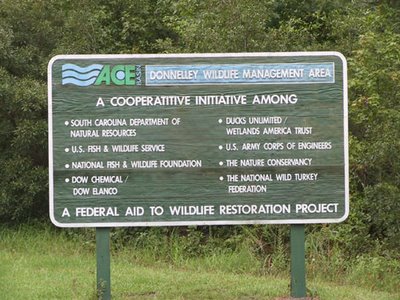 ACE BASIN DONNELLEY WILDLIFE MANAGEMENT AREA
A COOPERATITIVE INITIATIVE AMONG
• SOUTH CAROLINA DEPARTMENT OF
NATURAL RESOURCES
• U.S. FISH & WILDLIFE SERVICE
• NATIONAL FISH & WILDLIFE FOUNDATION
• DOW CHEMICAL /
DOW ELANCO
• DUCKS UNLIMITED /
WETLANDS AMERICA TRUST
• U.S. ARMY CORPS OF ENGINEERS
• THE NATURE CONSERVANCY
• THE NATIONAL WILD TURKEY
FEDERATION
A FEDERAL AID TO WILDLIFE RESTORATION PROJECT